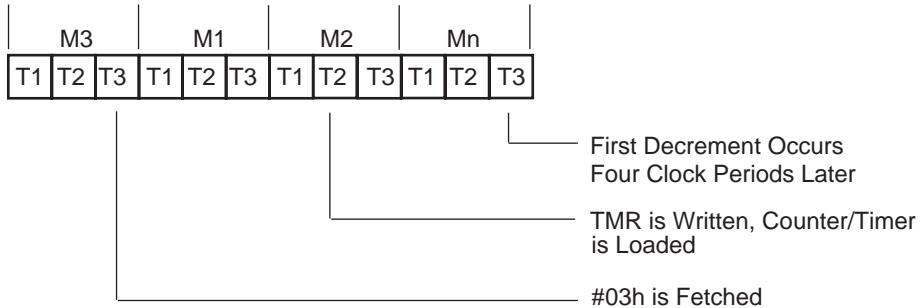 M3 M1 M2 Mn
T1 T2 T3 T1 T2 T3 T1 T2 T3 T1 T2 T3
First Decrement Occurs
Four Clock Periods Later
TMR is Written, Counter/Timer
is Loaded
#03h is Fetched